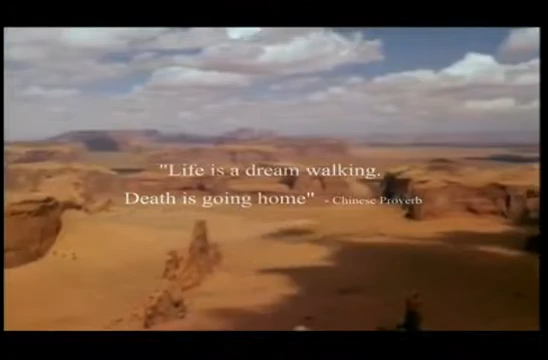 "Life is a dream walking.
Death is going home" - Chinese Proverb